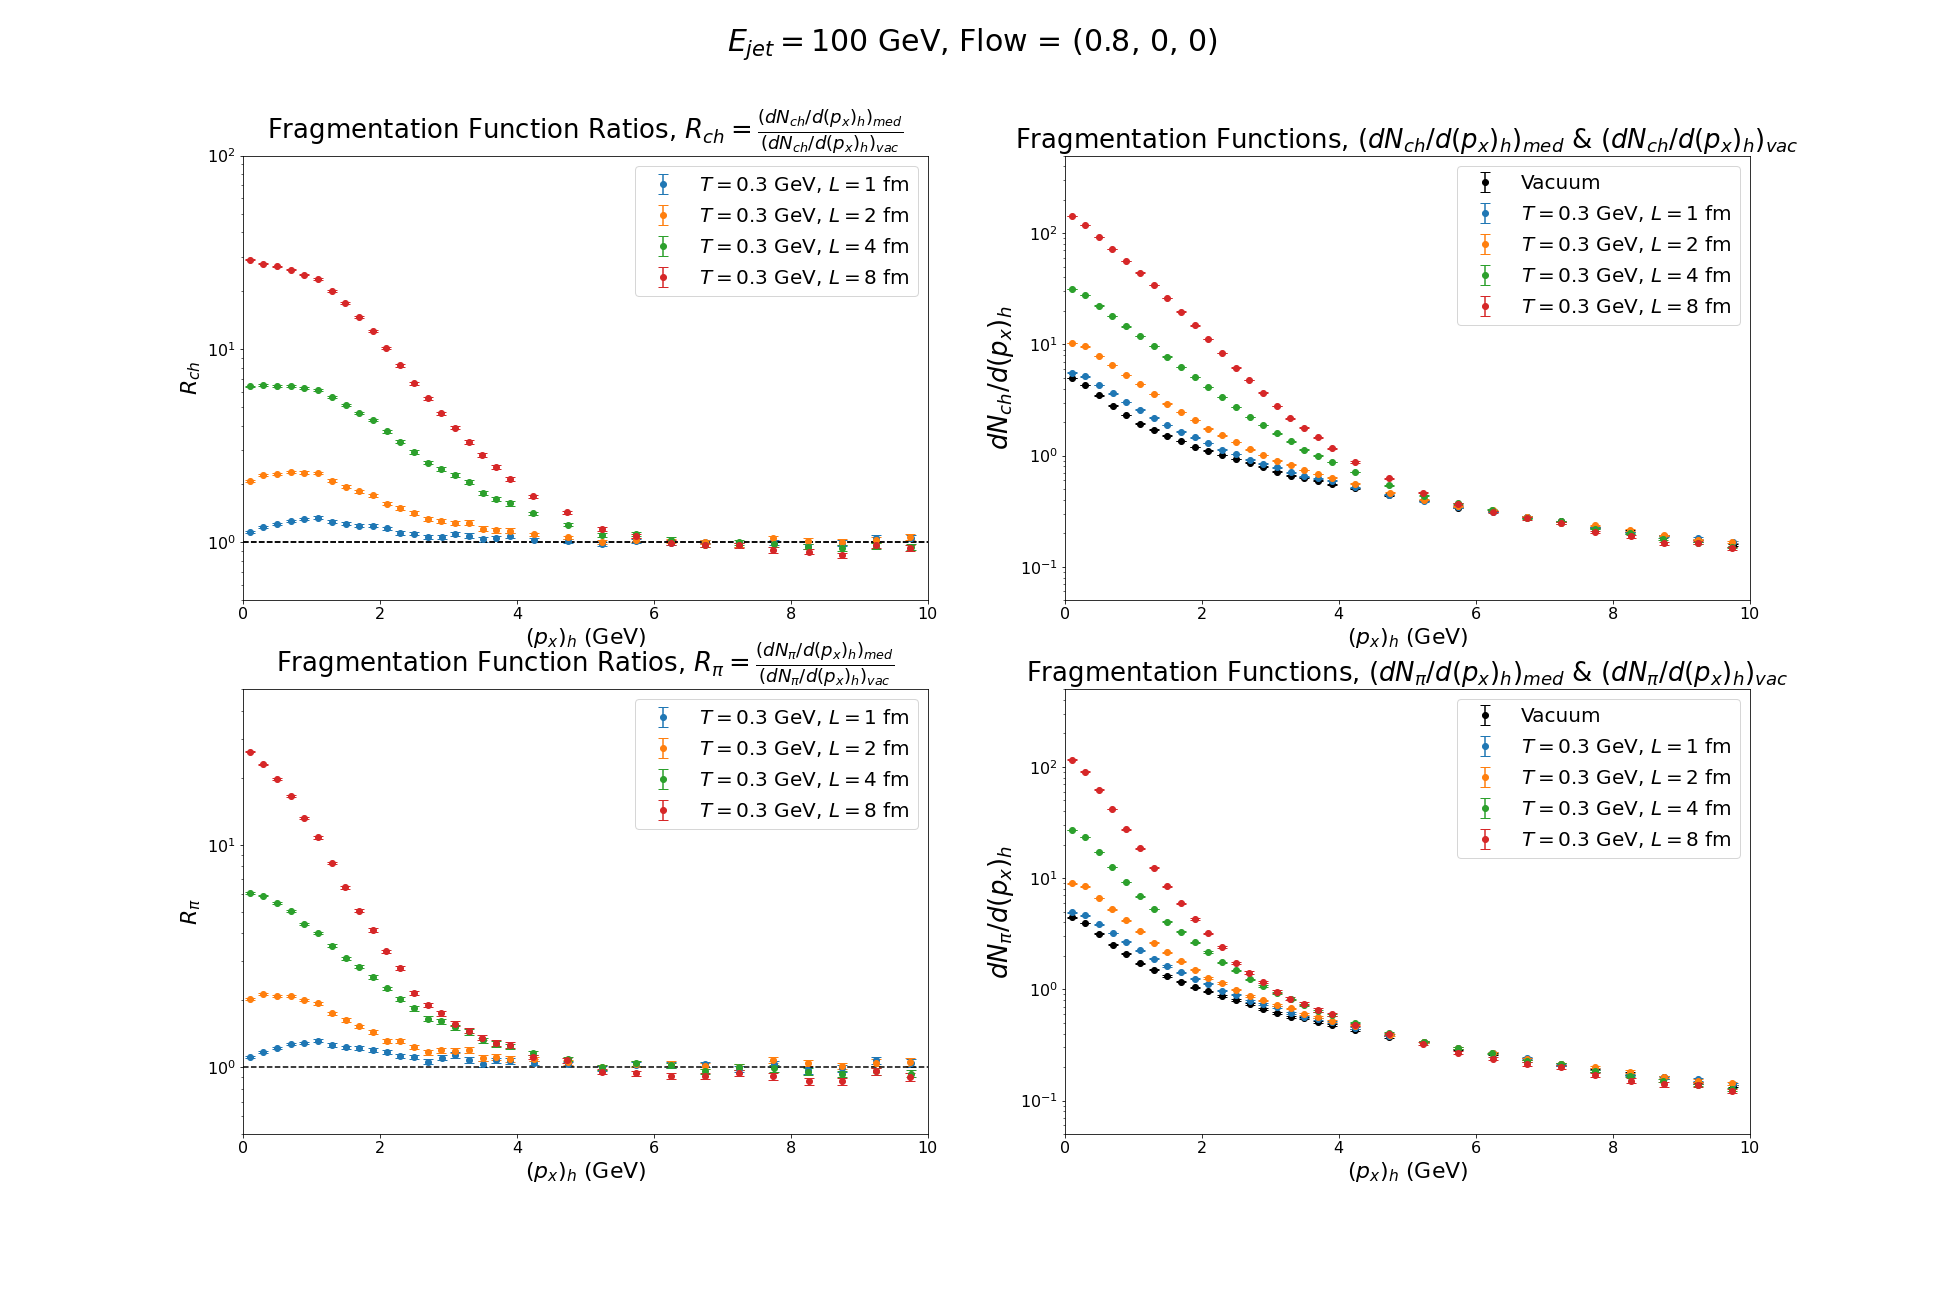 E_jet = 100 GeV, Flow = (0.8, 0, 0)
Fragmentation Function Ratios, R_ch = (dN_ch/d(p_x)_h)_med / (dN_ch/d(p_x)_h)_vac
10^2
10^1
10^0
R_ch
0 2 4 6 8 10
(p_x)_h (GeV)
T = 0.3 GeV, L = 1 fm
T = 0.3 GeV, L = 2 fm
T = 0.3 GeV, L = 4 fm
T = 0.3 GeV, L = 8 fm
Fragmentation Functions, (dN_ch/d(p_x)_h)_med & (dN_ch/d(p_x)_h)_vac
10^2
10^1
10^0
10^−1
dN_ch/d(p_x)_h
0 2 4 6 8 10
(p_x)_h (GeV)
Vacuum
T = 0.3 GeV, L = 1 fm
T = 0.3 GeV, L = 2 fm
T = 0.3 GeV, L = 4 fm
T = 0.3 GeV, L = 8 fm
Fragmentation Function Ratios, R_π = (dN_π/d(p_x)_h)_med / (dN_π/d(p_x)_h)_vac
10^1
10^0
R_π
0 2 4 6 8 10
(p_x)_h (GeV)
T = 0.3 GeV, L = 1 fm
T = 0.3 GeV, L = 2 fm
T = 0.3 GeV, L = 4 fm
T = 0.3 GeV, L = 8 fm
Fragmentation Functions, (dN_π/d(p_x)_h)_med & (dN_π/d(p_x)_h)_vac
10^2
10^1
10^0
10^−1
dN_π/d(p_x)_h
0 2 4 6 8 10
(p_x)_h (GeV)
Vacuum
T = 0.3 GeV, L = 1 fm
T = 0.3 GeV, L = 2 fm
T = 0.3 GeV, L = 4 fm
T = 0.3 GeV, L = 8 fm